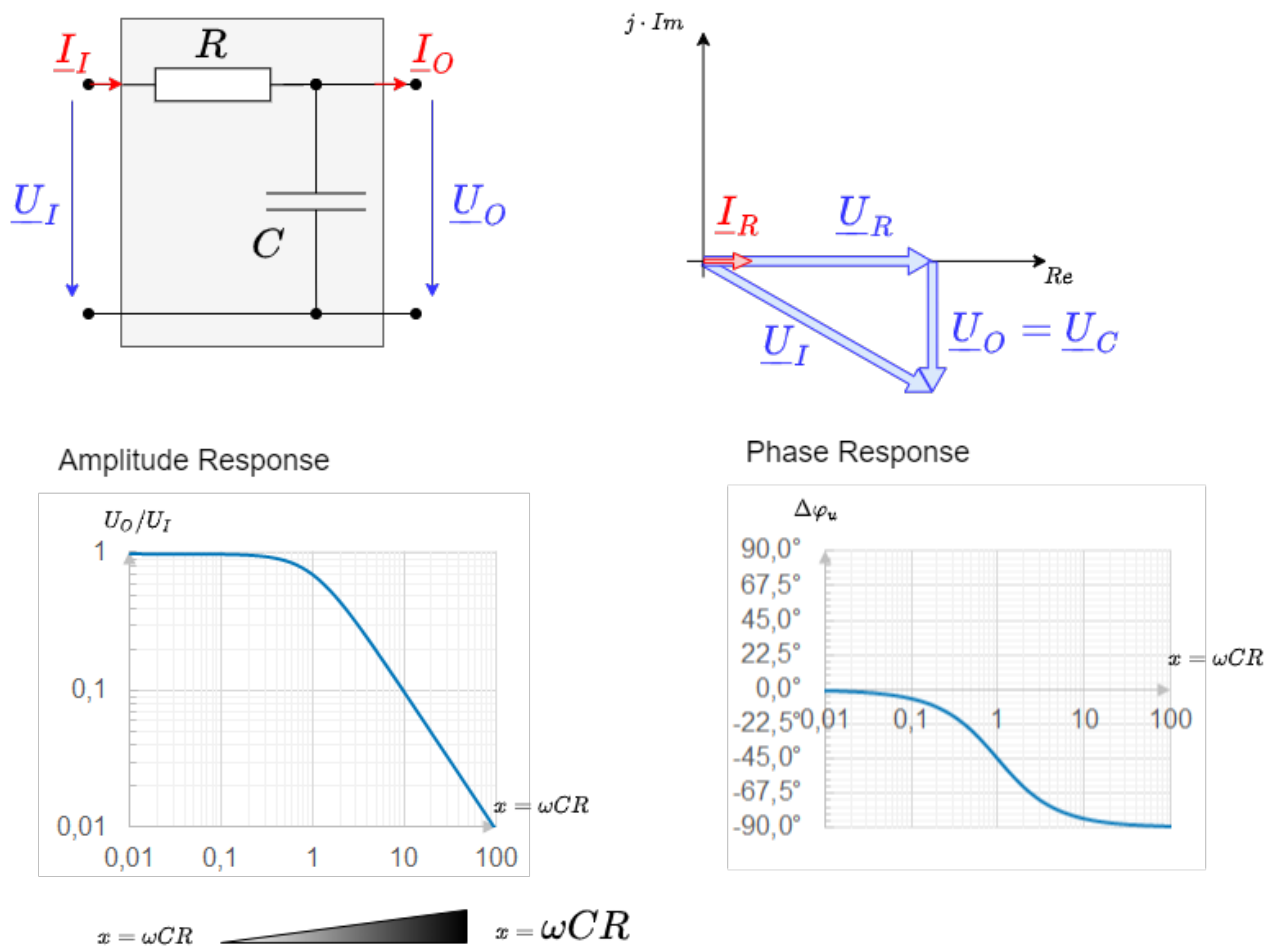 I_I
R
I_O
U_I
C
U_O
j · Im
I_R
U_R
Re
U_I
U_O = U_C
Amplitude Response
U_O/U_I
1
0,1
0,01
0,01 0,1 1 10 100
x = ωCR
Phase Response
Δφ_u
90,0°
67,5°
45,0°
22,5°
0,0°
-22,5°
-45,0°
-67,5°
-90,0°
0,01 0,1 1 10 100
x = ωCR
x = ωCR
x = ωCR